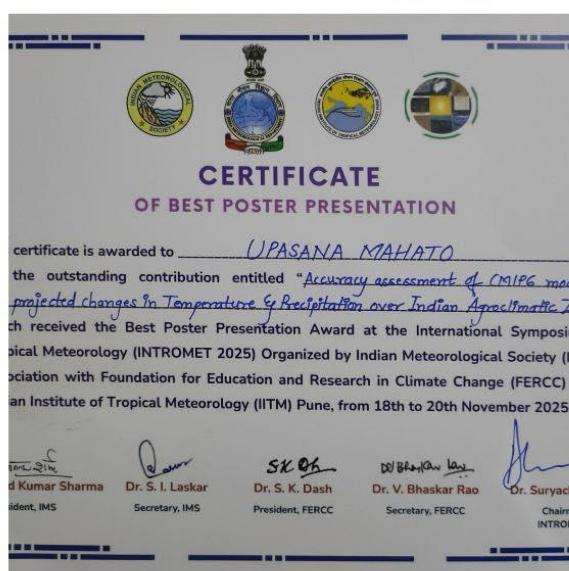 INDIAN METEOROLOGICAL
SOCIETY
CERTIFICATE
OF BEST POSTER PRESENTATION
certificate is awarded to UPASANA MAHATO
the outstanding contribution entitled "Accuracy assessment of CMIP6
projected changes in Temperature & Precipitation over Indian Agroclimatic
ch received the Best Poster Presentation Award at the International Symposi
pical Meteorology (INTROMET 2025) Organized by Indian Meteorological Society (
ociation with Foundation for Education and Research in Climate Change (FERCC)
an Institute of Tropical Meteorology (IITM) Pune, from 18th to 20th November 2025
d Kumar Sharma Dr. S. I. Laskar Dr. S. K. Dash Dr. V. Bhaskar Rao Dr. Suryac
sident, IMS Secretary, IMS President, FERCC Secretary, FERCC Chair
INTRO